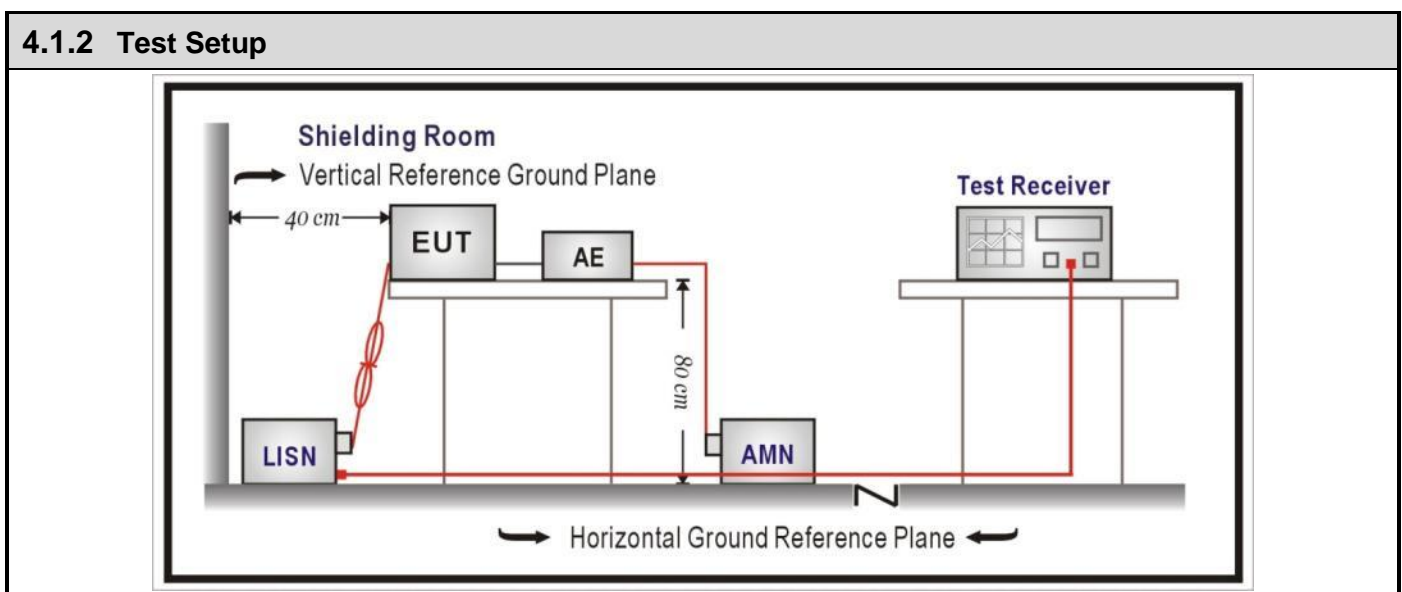 4.1.2 Test Setup
Shielding Room
Vertical Reference Ground Plane
40 cm
EUT
AE
Test Receiver
80 cm
LISN
AMN
Horizontal Ground Reference Plane